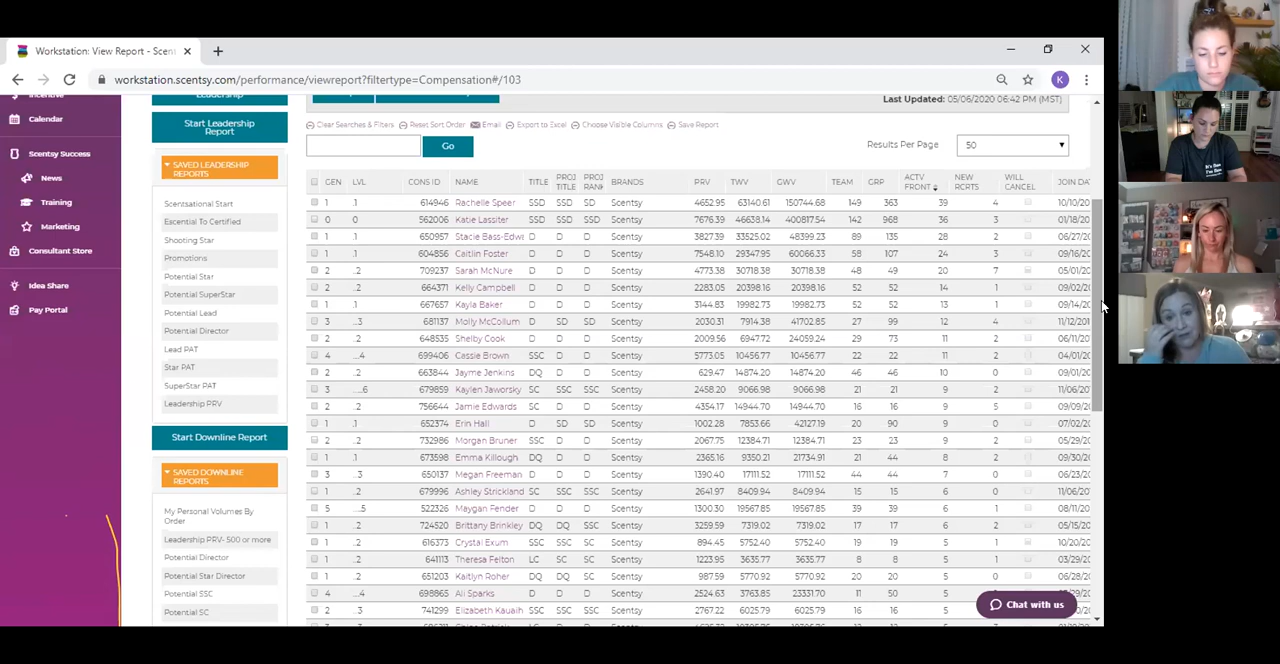 Workstation: View Report - Scen
workstation.scentsy.com/performance/viewreport?filtertype=Compensation#/103
K
Incentive
Calendar
Scentsy Success
News
Training
Marketing
Consultant Store
Idea Share
Pay Portal
Leadership
Start Leadership
Report
SAVED LEADERSHIP
REPORTS
Scentsational Start
Escential To Certified
Shooting Star
Promotions
Potential Star
Potential SuperStar
Potential Lead
Potential Director
Lead PAT
Star PAT
SuperStar PAT
Leadership PRV
Start Downline Report
SAVED DOWNLINE
REPORTS
My Personal Volumes By
Order
Leadership PRV- 500 or more
Potential Director
Potential Star Director
Potential SSC
Potential SC
Last Updated: 05/06/2020 06:42 PM (MST)
Clear Searches & Filters Reset Sort Order Email Export to Excel Choose Visible Columns Save Report
Go Results Per Page 50
GEN LVL CONS ID NAME TITLE PROJ TITLE PROJ RANK BRANDS PRV TWV GWV TEAM GRP ACTV FRONT NEW RCRTS WILL CANCEL JOIN DA
1 .1 614946 Rachelle Speer SSD SSD SD Scentsy 4652.95 63140.61 150744.68 149 363 39 4 10/10/20
0 0 562006 Katie Lassiter SSD SSD SSD Scentsy 7676.39 46638.14 400817.54 142 968 36 3 01/18/20
1 .1 650957 Stacie Bass-Edwa D D D Scentsy 3827.39 33525.02 48399.23 89 135 28 2 06/27/20
1 .1 604856 Caitlin Foster D D D Scentsy 7548.10 29347.95 60066.33 58 107 24 3 09/16/20
2 ..2 709237 Sarah McNure D D D Scentsy 4773.38 30718.38 30718.38 48 49 20 7 05/01/20
2 ..2 664371 Kelly Campbell D D D Scentsy 2283.05 20398.16 20398.16 52 52 14 1 09/02/20
1 .1 667657 Kayla Baker D D D Scentsy 3144.83 19982.73 19982.73 52 52 13 1 09/14/20
3 ...3 681137 Molly McCollum D SD SD Scentsy 2030.31 7914.38 41702.85 27 99 12 4 11/12/201
2 ..2 648535 Shelby Cook D D D Scentsy 2009.56 6947.72 24059.24 29 73 11 2 06/11/201
4 ....4 699406 Cassie Brown SSC D D Scentsy 5773.05 10456.77 10456.77 22 22 11 2 04/01/20
2 ..2 663844 Jayme Jenkins DQ D D Scentsy 629.47 14874.20 14874.20 46 46 10 0 09/01/20
3 ......6 679859 Kaylen Jaworsky SC SSC SSC Scentsy 2458.20 9066.98 9066.98 21 21 9 2 11/06/20
2 ..2 756644 Jamie Edwards SC D D Scentsy 4354.17 14944.70 14944.70 16 16 9 5 09/09/20
1 .1 652374 Erin Hall D SD SD Scentsy 1002.28 7853.66 42127.19 20 90 9 0 07/02/20
2 ..2 732986 Morgan Bruner SSC D D Scentsy 2067.75 12384.71 12384.71 23 23 9 2 05/29/20
1 .1 673598 Emma Killough DQ D D Scentsy 2365.16 9350.21 21734.91 21 44 8 2 09/30/20
3 ...3 650137 Megan Freeman D D D Scentsy 1390.40 17111.52 17111.52 44 44 7 0 06/23/20
1 ..2 679996 Ashley Strickland SC SSC SSC Scentsy 2641.97 8409.94 8409.94 15 15 6 0 11/06/20
5 .....5 522326 Maygan Fender D D D Scentsy 1300.30 19567.85 19567.85 39 39 6 1 08/11/20
1 ..2 724520 Brittany Brinkley DQ DQ SSC Scentsy 3259.59 7319.02 7319.02 17 17 6 2 05/15/20
2 ..2 616373 Crystal Exum SSC SSC SSC Scentsy 894.45 5752.40 5752.40 19 19 5 1 10/20/20
1 ..2 641113 Theresa Felton LC SC SC Scentsy 1223.95 3635.77 3635.77 8 8 5 1 03/29/20
1 ..2 651203 Kaitlyn Roher DQ DQ SC Scentsy 987.59 5770.92 5770.92 20 20 5 0 06/28/20
4 ....4 698865 Ali Sparks D D D Scentsy 2524.63 3763.85 23331.70 11 50 5
2 ..3 741299 Elizabeth Kauaih SSC SSC SSC Scentsy 2767.22 6025.79 6025.79 16 16 5
Chat with us